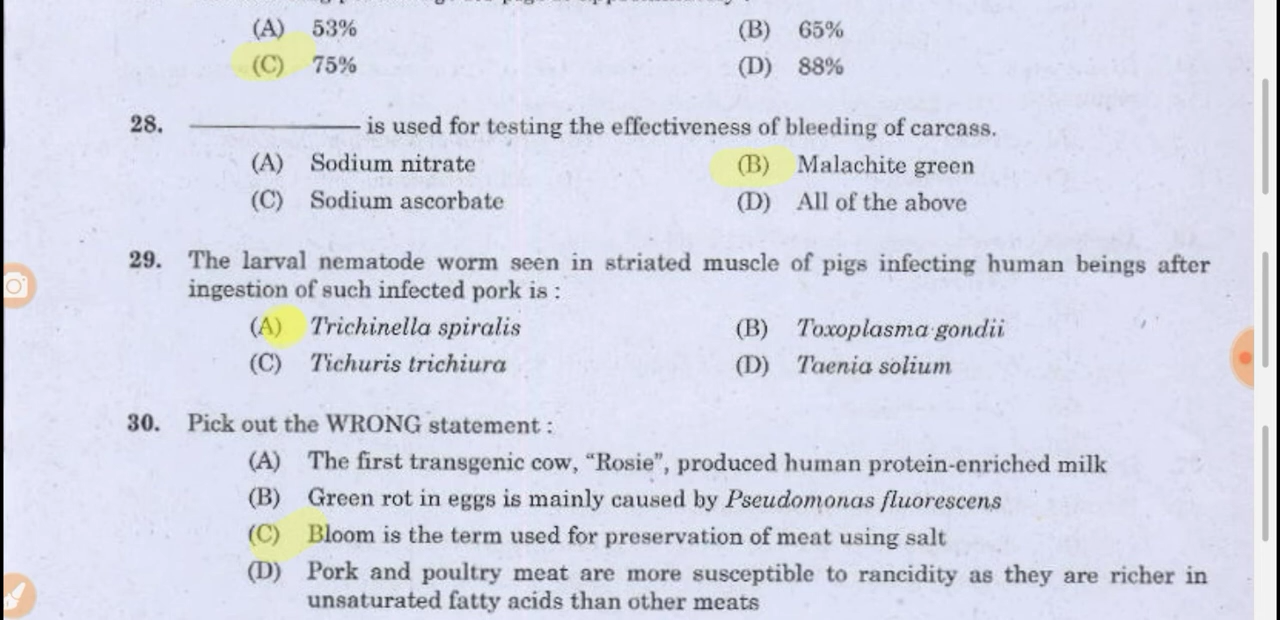 (A) 53% (B) 65%
(C) 75% (D) 88%
28. ____________ is used for testing the effectiveness of bleeding of carcass.
(A) Sodium nitrate (B) Malachite green
(C) Sodium ascorbate (D) All of the above
29. The larval nematode worm seen in striated muscle of pigs infecting human beings after
ingestion of such infected pork is :
(A) Trichinella spiralis (B) Toxoplasma gondii
(C) Tichuris trichiura (D) Taenia solium
30. Pick out the WRONG statement :
(A) The first transgenic cow, “Rosie”, produced human protein-enriched milk
(B) Green rot in eggs is mainly caused by Pseudomonas fluorescens
(C) Bloom is the term used for preservation of meat using salt
(D) Pork and poultry meat are more susceptible to rancidity as they are richer in
unsaturated fatty acids than other meats